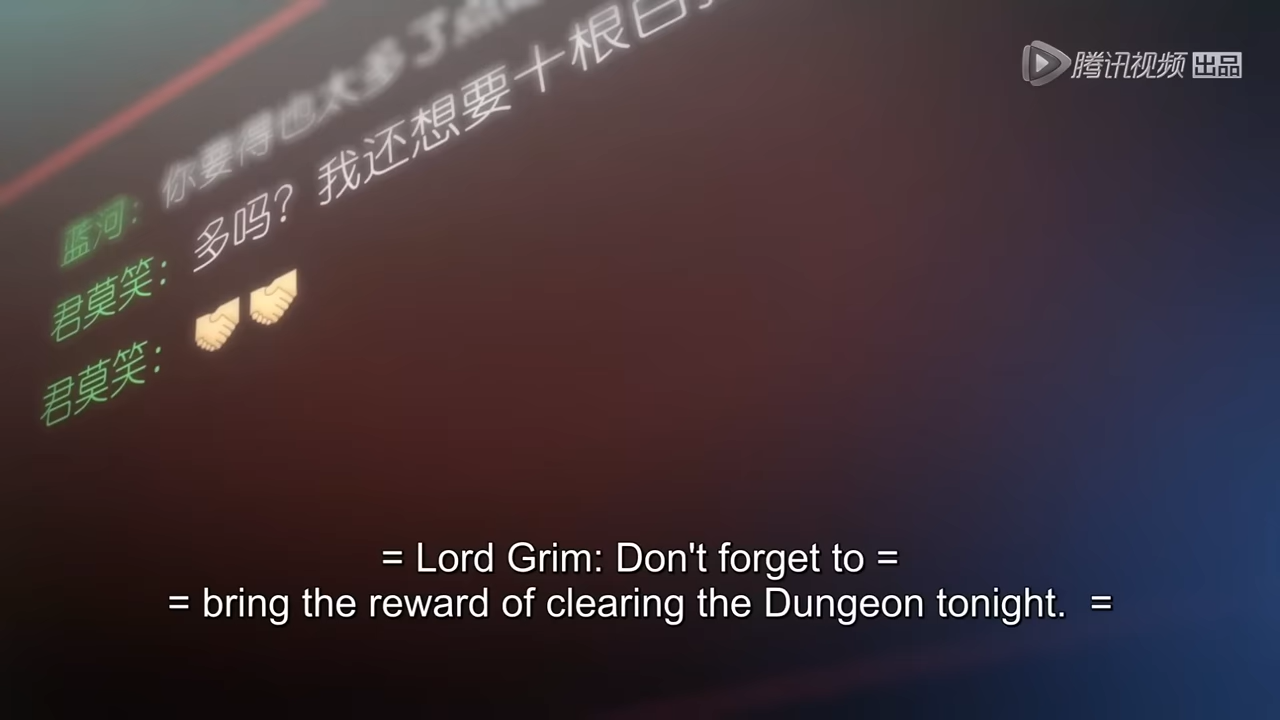 腾讯视频 出品
你要得也太多了点
蓝河：
多吗？我还想要十根白
君莫笑：
君莫笑：
= Lord Grim: Don't forget to =
= bring the reward of clearing the Dungeon tonight. =